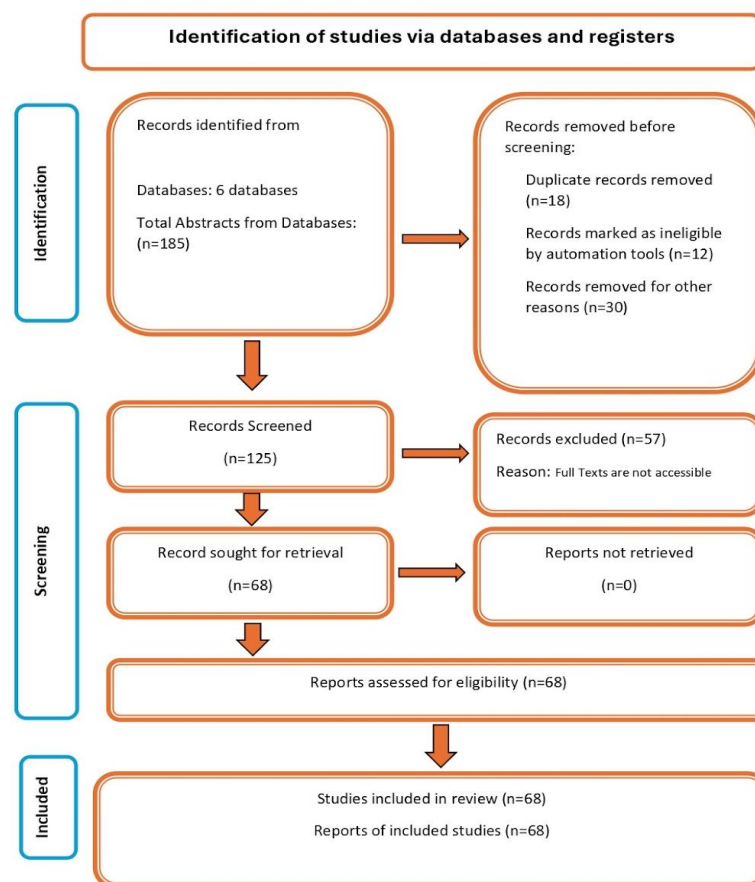 Identification of studies via databases and registers
Identification
Records identified from
Databases: 6 databases
Total Abstracts from Databases:
(n=185)
Records removed before
screening:
Duplicate records removed
(n=18)
Records marked as ineligible
by automation tools (n=12)
Records removed for other
reasons (n=30)
Screening
Records Screened
(n=125)
Records excluded (n=57)
Reason: Full Texts are not accessible
Record sought for retrieval
(n=68)
Reports not retrieved
(n=0)
Reports assessed for eligibility (n=68)
Included
Studies included in review (n=68)
Reports of included studies (n=68)